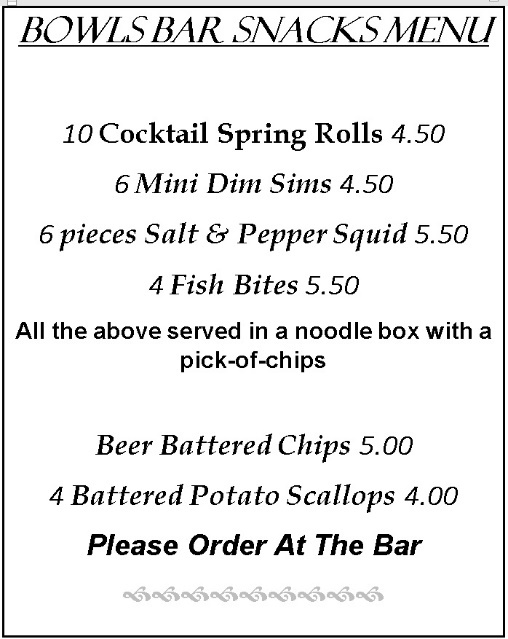 BOWLS BAR SNACKS MENU
10 Cocktail Spring Rolls 4.50
6 Mini Dim Sims 4.50
6 pieces Salt & Pepper Squid 5.50
4 Fish Bites 5.50
All the above served in a noodle box with a
pick-of-chips
Beer Battered Chips 5.00
4 Battered Potato Scallops 4.00
Please Order At The Bar